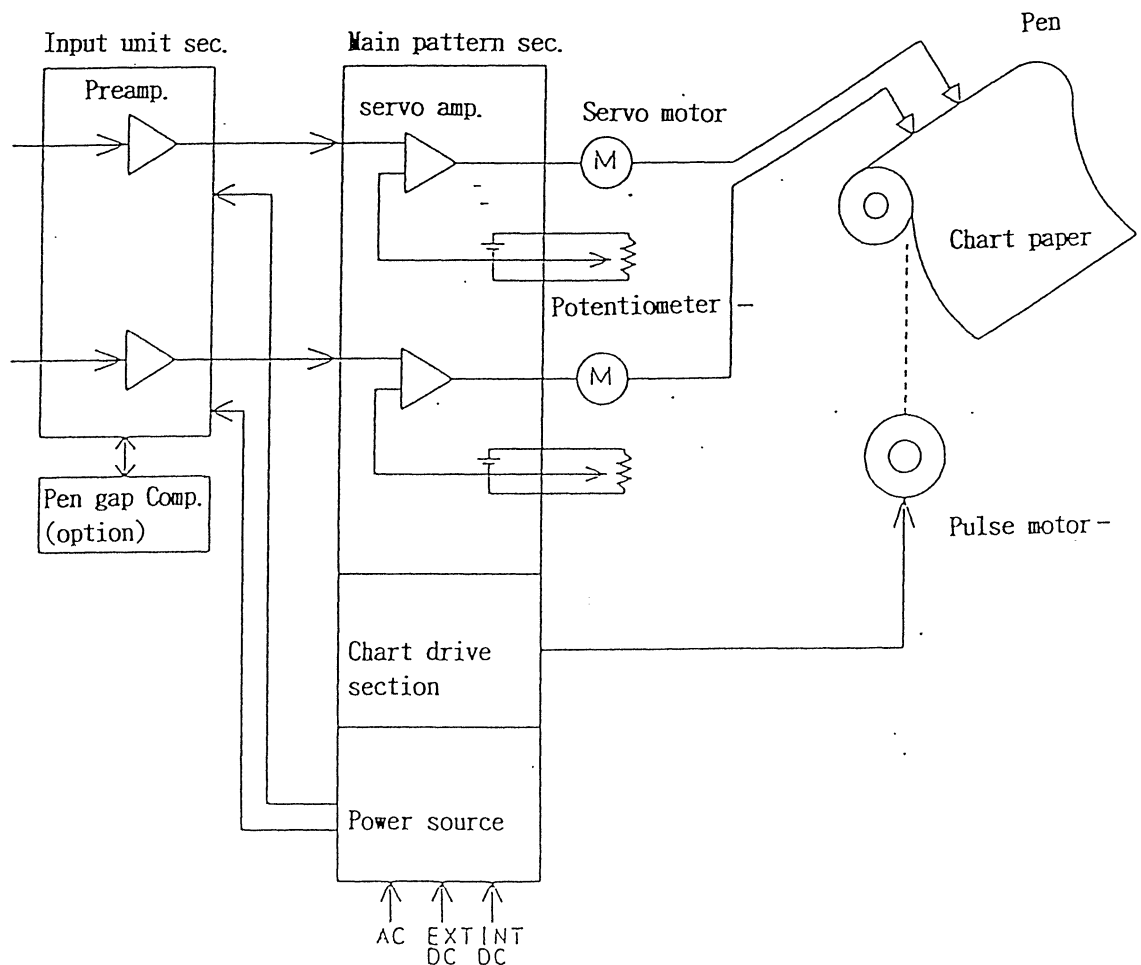 Pen
Input unit sec.
Main pattern sec.
Preamp.
servo amp.
Servo motor
M
Chart paper
Potentiometer
M
Pen gap Comp.
(option)
Pulse motor
Chart drive
section
Power source
AC
EXT
DC
INT
DC